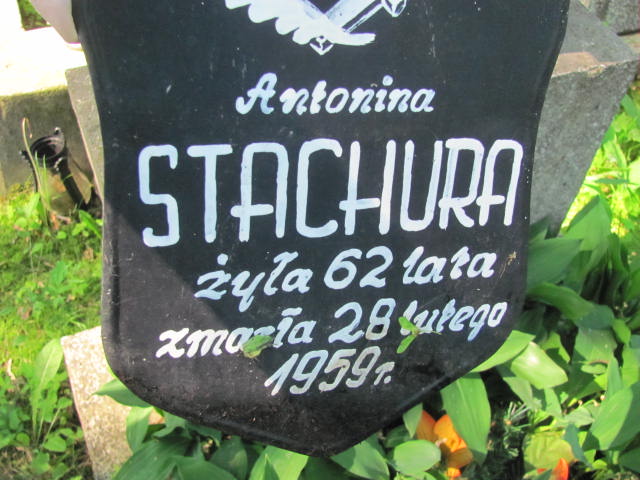 Antonina
STACHURA
żyła 62 lata
zmarła 28 lutego
1959 r.